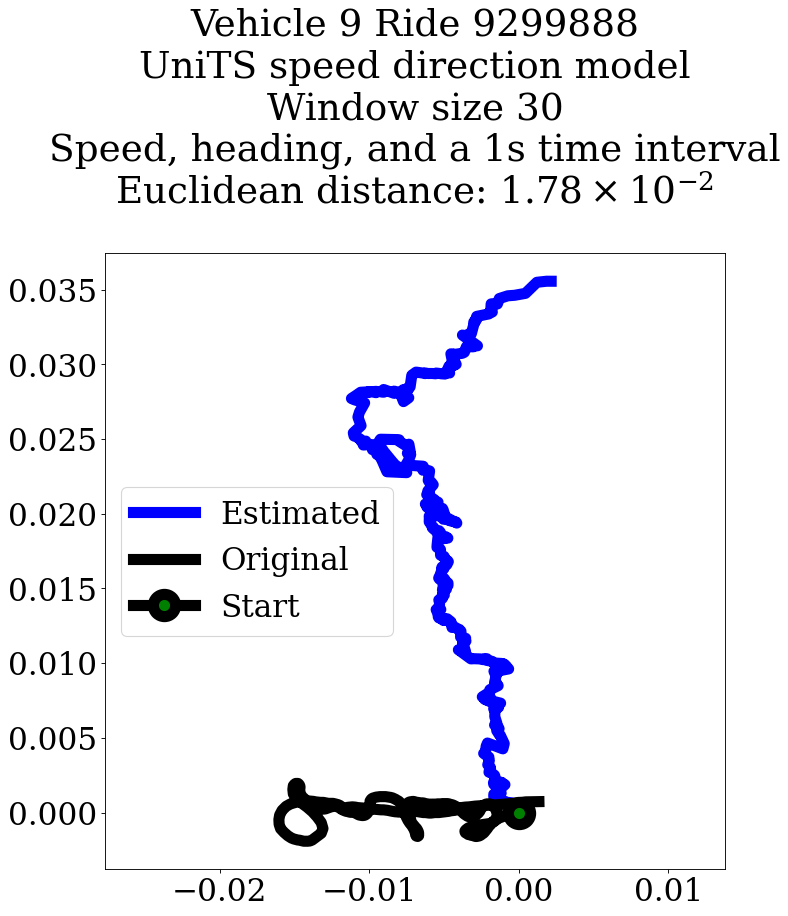 Vehicle 9 Ride 9299888
UniTS speed direction model
Window size 30
Speed, heading, and a 1s time interval
Euclidean distance: 1.78 × 10⁻²
0.035
0.030
0.025
0.020
0.015
0.010
0.005
0.000
Estimated
Original
Start
−0.02
−0.01
0.00
0.01